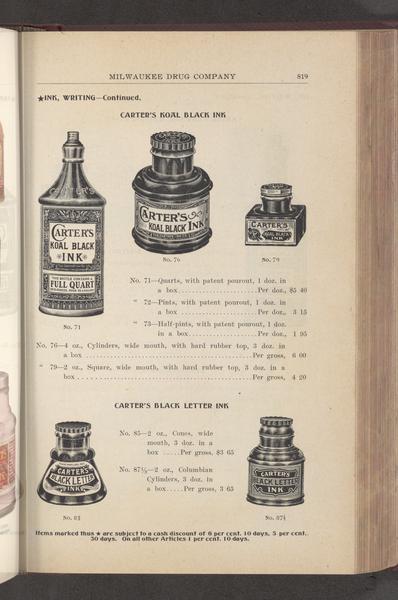 MILWAUKEE DRUG COMPANY 819
★INK, WRITING—Continued.
CARTER'S KOAL BLACK INK
CARTER'S
KOAL BLACK
INK
THIS BOTTLE CONTAINS A
FULL QUART
CARTER'S
KOAL BLACK INK
CARTER'S
KOAL BLACK
INK
No. 76
No. 79
No. 71
No. 71—Quarts, with patent pourout, 1 doz. in
a box ........................Per doz., $5 40
" 72—Pints, with patent pourout, 1 doz. in
a box ........................Per doz., 3 15
" 73—Half-pints, with patent pourout, 1 doz.
in a box.....................Per doz., 1 95
No. 76—4 oz., Cylinders, wide mouth, with hard rubber top, 3 doz. in
a box ........................................Per gross, 6 00
" 79—2 oz., Square, wide mouth, with hard rubber top, 3 doz. in a
box..........................................Per gross, 4 20
CARTER'S BLACK LETTER INK
No. 85—2 oz., Cones, wide
mouth, 3 doz. in a
box .....Per gross, $3 65
No. 87½—2 oz., Columbian
Cylinders, 3 doz. in
a box.....Per gross, 3 65
CARTER'S
BLACK LETTER
INK
CARTER'S
BLACK LETTER
INK
No. 87½
Items marked thus ★ are subject to a cash discount of 6 per cent. 10 days, 5 per cent.
30 days. On all other Articles 1 per cent. 10 days.